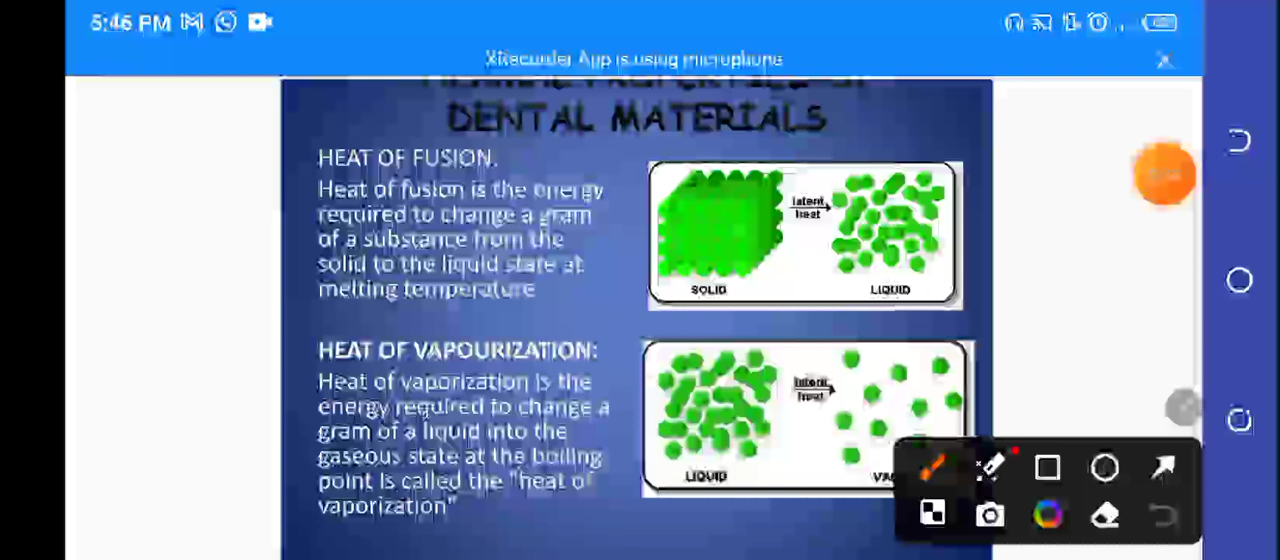 5:46 PM
XRecorder App is using microphone
THERMAL PROPERTIES OF
DENTAL MATERIALS
HEAT OF FUSION.
Heat of fusion is the energy
required to change a gram
of a substance from the
solid to the liquid state at
melting temperature
latent
heat
SOLID
LIQUID
HEAT OF VAPOURIZATION:
Heat of vaporization is the
energy required to change a
gram of a liquid into the
gaseous state at the boiling
point is called the "heat of
vaporization"
latent
heat
LIQUID